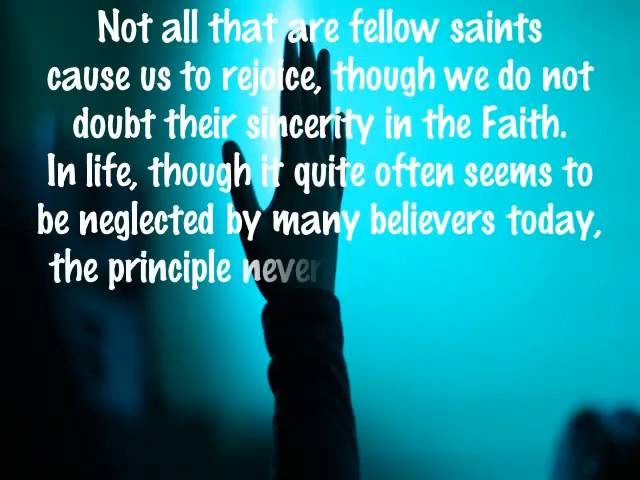 Not all that are fellow saints
cause us to rejoice, though we do not
doubt their sincerity in the Faith.
In life, though it quite often seems to
be neglected by many believers today,
the principle never